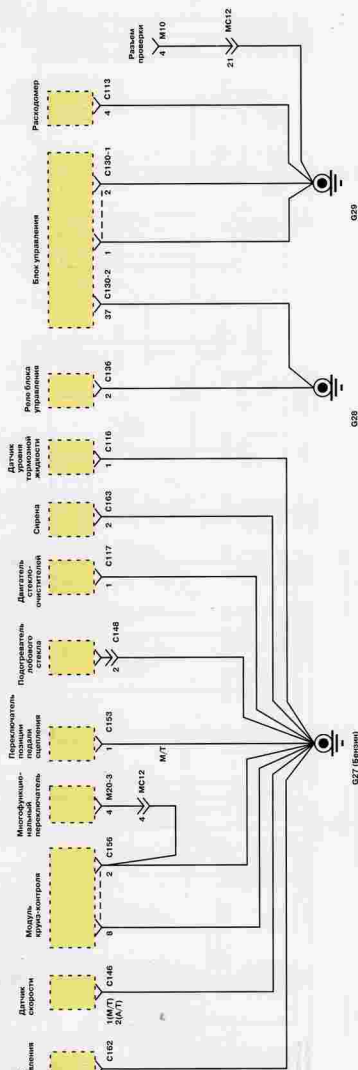 вления
C162
Датчик
скорости
C146
1(M/T)
2(A/T)
Модуль
круиз-контроля
8
C156
2
Многофункцио-
нальный
переключатель
M20-3
4
MC12
4
Переключатель
позиции
педали
сцепления
C153
1
M/T
Подогреватель
лобового
стекла
C148
2
Двигатель
стекло-
очистителей
C117
1
Сирена
C163
2
Датчик
уровня
тормозной
жидкости
C116
1
G27 (Бензин)
Реле блока
управления
C136
2
G28
Блок управления
C130-2
37
1
C130-1
2
Расходомер
C113
4
Разъем
проверки
M10
4
MC12
21
G29